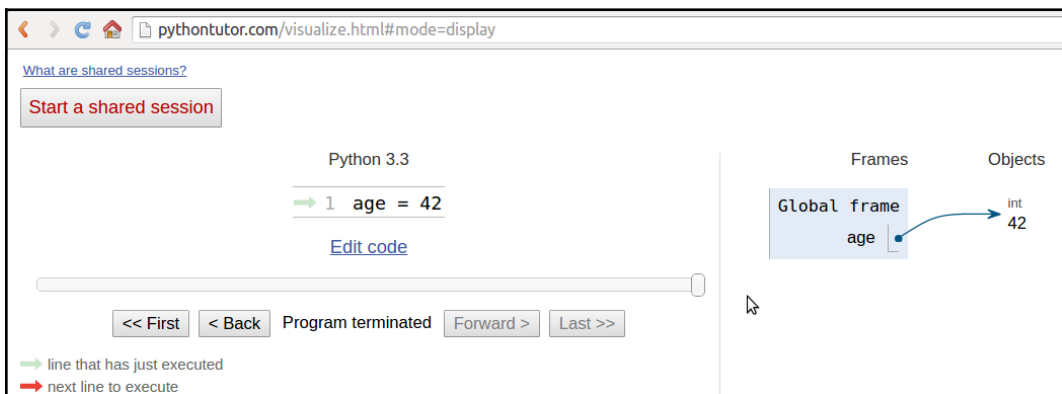 pythontutor.com/visualize.html#mode=display
What are shared sessions?
Start a shared session
Python 3.3
1 age = 42
Edit code
<< First < Back Program terminated Forward > Last >>
line that has just executed
next line to execute
Frames Objects
Global frame
age
int
42